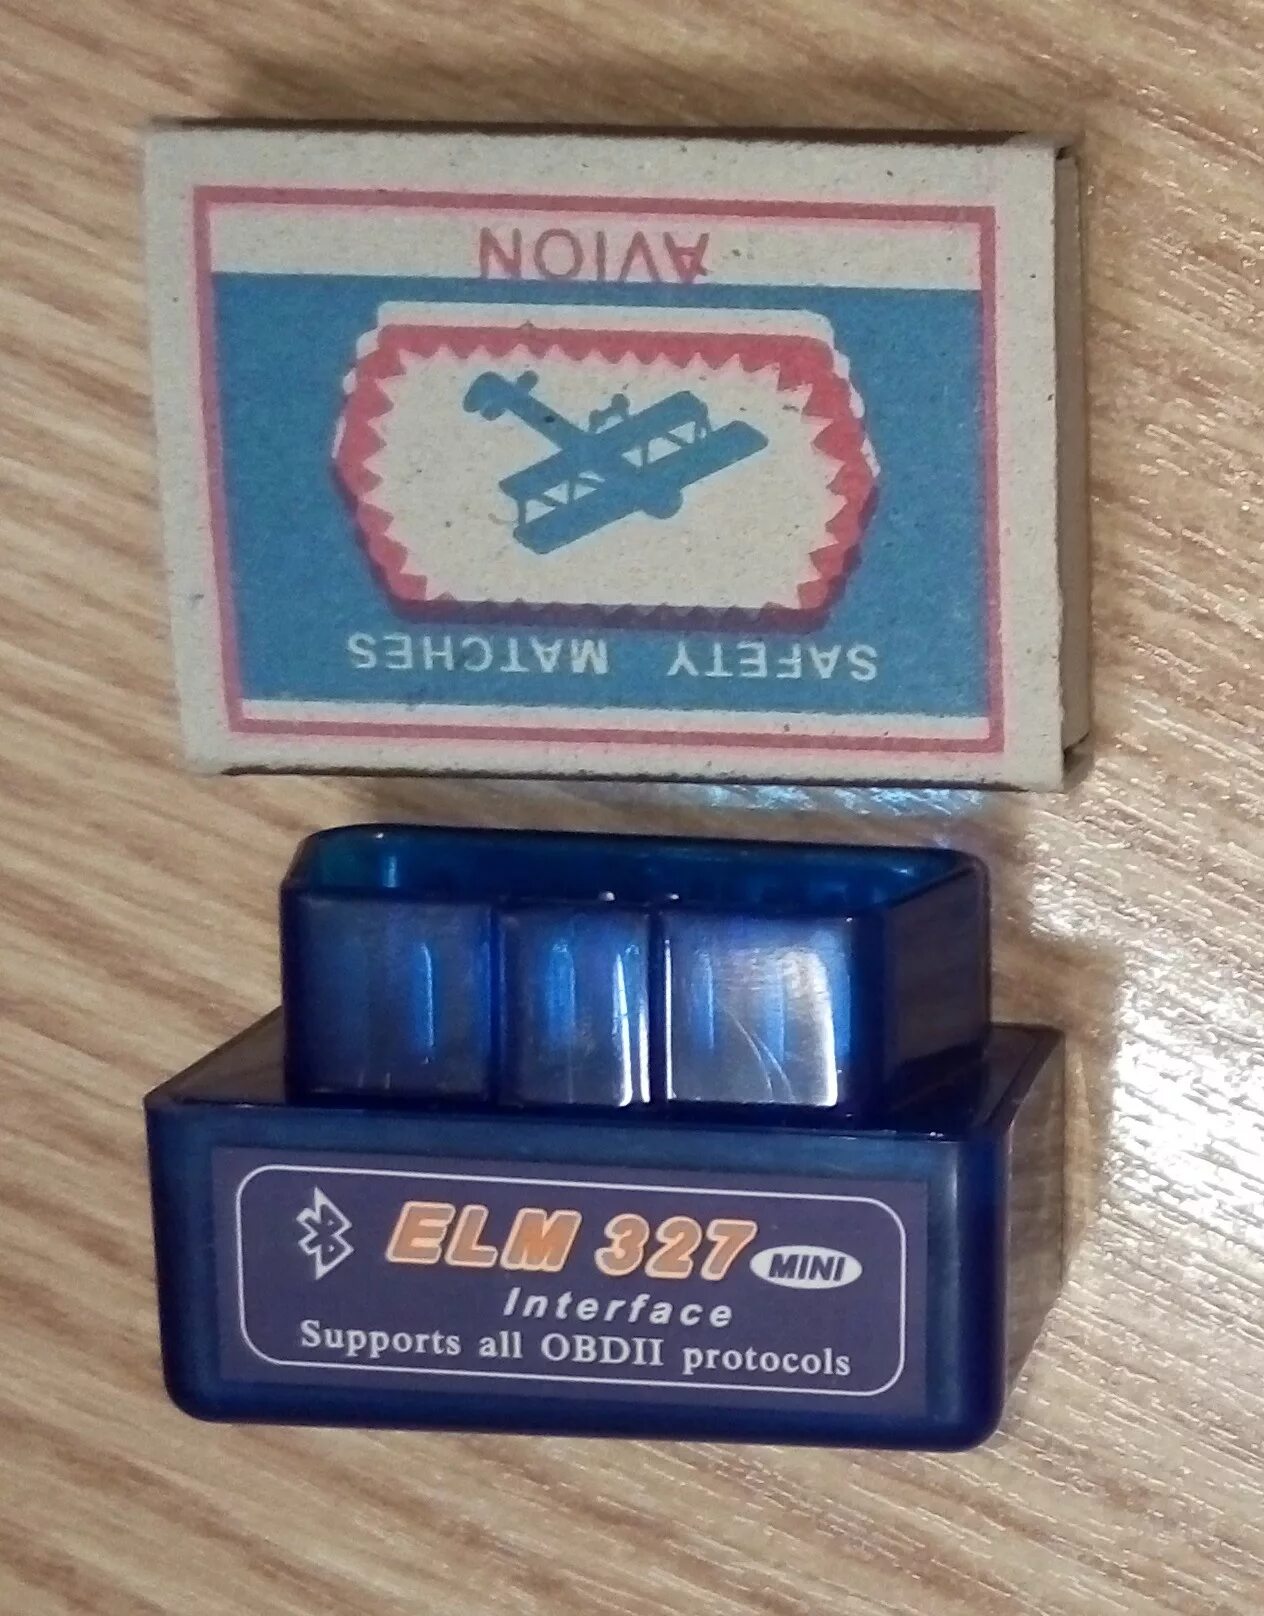 AVION
SAFETY MATCHES
ELM 327 MINI
Interface
Supports all OBDII protocols